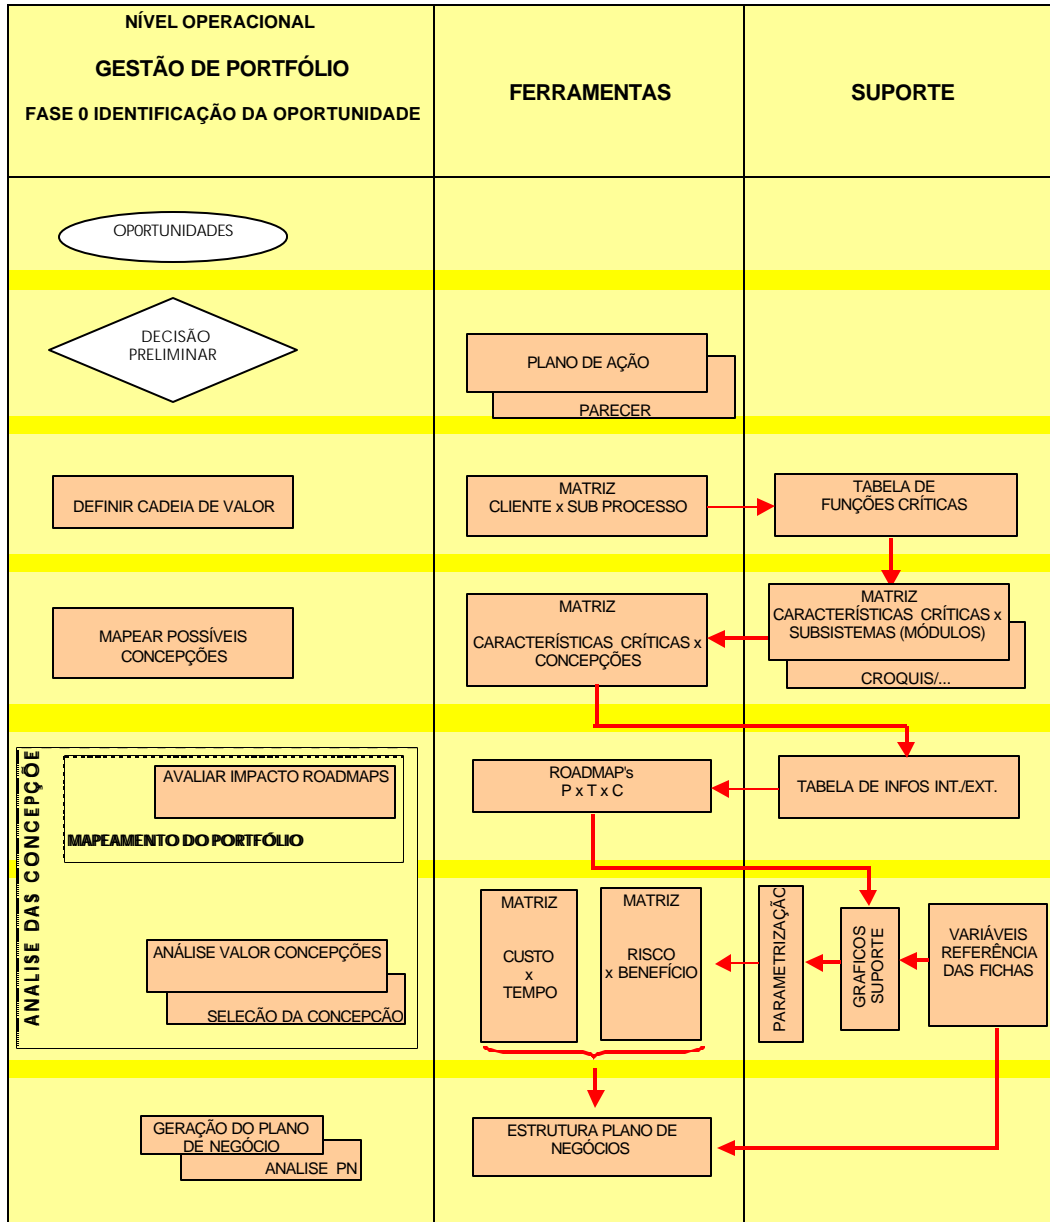 NÍVEL OPERACIONAL
GESTÃO DE PORTFÓLIO
FASE 0 IDENTIFICAÇÃO DA OPORTUNIDADE
FERRAMENTAS
SUPORTE
OPORTUNIDADES
DECISÃO
PRELIMINAR
PLANO DE AÇÃO
PARECER
DEFINIR CADEIA DE VALOR
MATRIZ
CLIENTE x SUB PROCESSO
TABELA DE
FUNÇÕES CRÍTICAS
MAPEAR POSSÍVEIS
CONCEPÇÕES
MATRIZ
CARACTERÍSTICAS CRÍTICAS x
CONCEPÇÕES
MATRIZ
CARACTERÍSTICAS CRÍTICAS x
SUBSISTEMAS (MÓDULOS)
CROQUIS/...
ANALISE DAS CONCEPÇÕE
AVALIAR IMPACTO ROADMAPS
MAPEAMENTO DO PORTFÓLIO
ROADMAP's
P x T x C
TABELA DE INFOS INT./EXT.
ANÁLISE VALOR CONCEPÇÕES
SELECÃO DA CONCEPCÃO
MATRIZ
CUSTO
x
TEMPO
MATRIZ
RISCO
x BENEFÍCIO
PARAMETRIZAÇÃO
GRAFICOS
SUPORTE
VARIÁVEIS
REFERÊNCIA
DAS FICHAS
GERAÇÃO DO PLANO
DE NEGÓCIO
ANALISE PN
ESTRUTURA PLANO DE
NEGÓCIOS